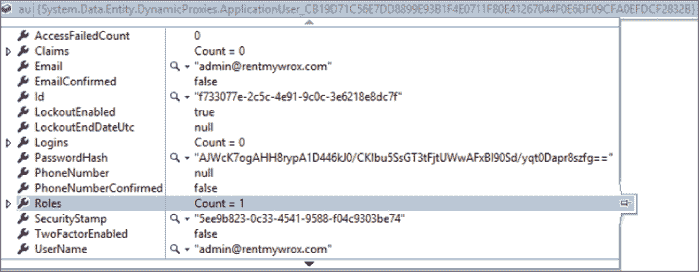 au {System.Data.Entity.DynamicProxies.ApplicationUser_CB19D71C56E7DD8899E93B1F4E0711F80E41267044F0E6DF09CFA0EFDCF2832B}
AccessFailedCount 0
Claims Count = 0
Email "admin@rentmywrox.com"
EmailConfirmed false
Id "f733077e-2c5c-4e91-9c0c-3e6218e8dc7f"
LockoutEnabled true
LockoutEndDateUtc null
Logins Count = 0
PasswordHash "AJWcK7ogAHH8rypA1D446kJ0/CKlbu5SsGT3tFjtUWwAFxBl90Sd/yqt0Dapr8szfg=="
PhoneNumber null
PhoneNumberConfirmed false
Roles Count = 1
SecurityStamp "5ee9b823-0c33-4541-9588-f04c9303be74"
TwoFactorEnabled false
UserName "admin@rentmywrox.com"